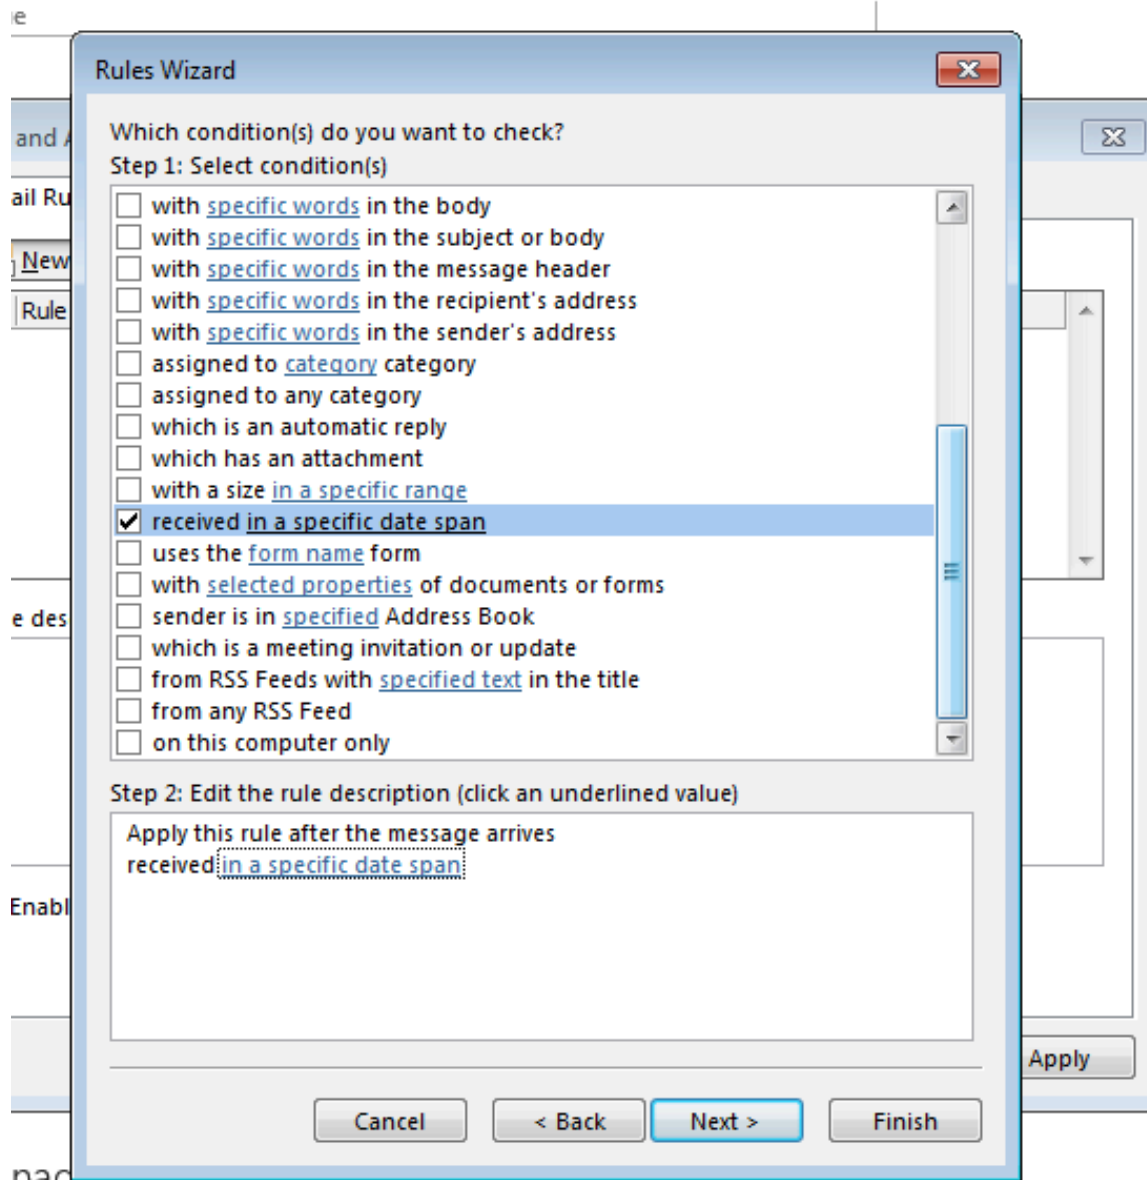 Rules Wizard
Which condition(s) do you want to check?
Step 1: Select condition(s)
with specific words in the body
with specific words in the subject or body
with specific words in the message header
with specific words in the recipient's address
with specific words in the sender's address
assigned to category category
assigned to any category
which is an automatic reply
which has an attachment
with a size in a specific range
received in a specific date span
uses the form name form
with selected properties of documents or forms
sender is in specified Address Book
which is a meeting invitation or update
from RSS Feeds with specified text in the title
from any RSS Feed
on this computer only
Step 2: Edit the rule description (click an underlined value)
Apply this rule after the message arrives
received in a specific date span
Cancel
< Back
Next >
Finish
and
ail Ru
New
Rule
e des
Enabl
Apply